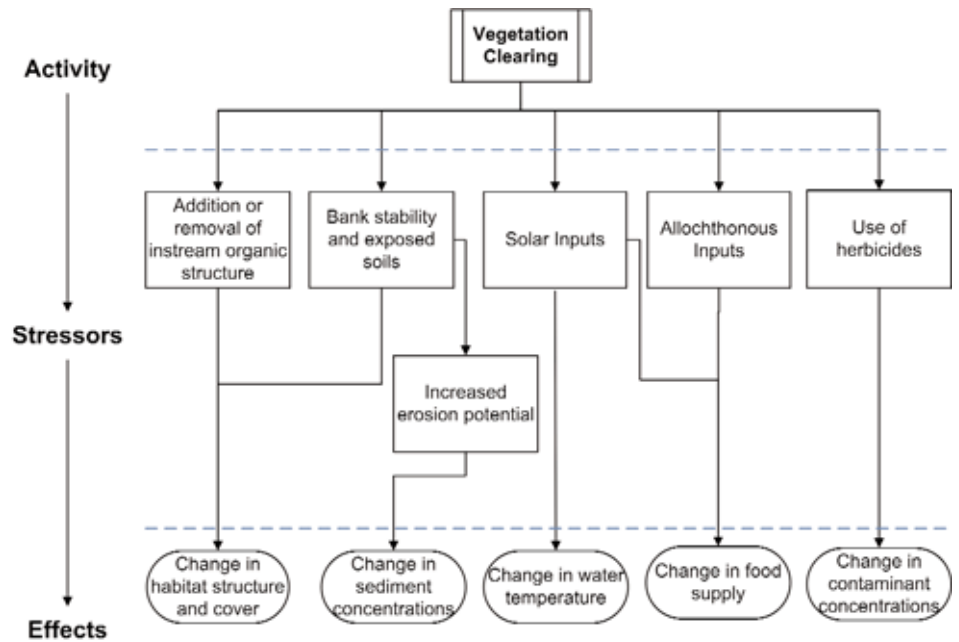 Vegetation
Clearing
Activity
Addition or
removal of
instream organic
structure
Bank stability
and exposed
soils
Solar Inputs
Allochthonous
Inputs
Use of
herbicides
Stressors
Increased
erosion potential
Change in
habitat structure
and cover
Change in
sediment
concentrations
Change in water
temperature
Change in food
supply
Change in
contaminant
concentrations
Effects